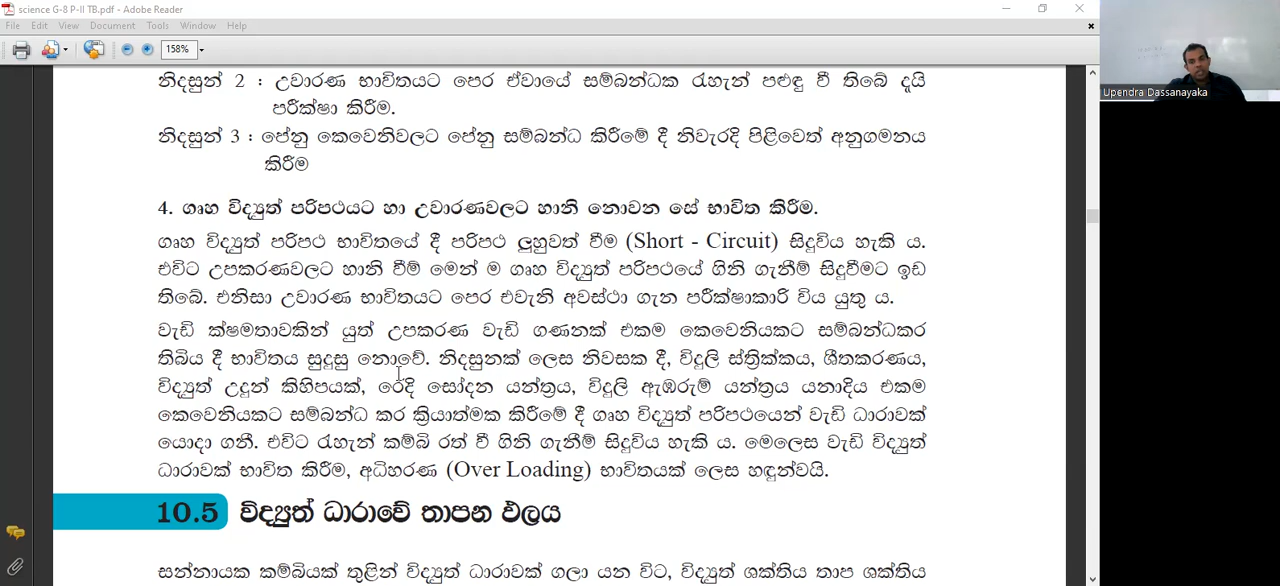 science G-8 P-II TB.pdf - Adobe Reader
File Edit View Document Tools Window Help
158%
නිදසුන් 2 : උවාරණ භාවිතයට පෙර ඒවායේ සම්බන්ධක රැහැන් පළුදු වී තිබේ දැයි
පරීක්ෂා කිරීම.
නිදසුන් 3 : පේනු කෙවෙනිවලට පේනු සම්බන්ධ කිරීමේ දී නිවැරදි පිළිවෙත් අනුගමනය
කිරීම
4. ගෘහ විද්‍යුත් පරිපථයට හා උවාරණවලට හානි නොවන සේ භාවිත කිරීම.
ගෘහ විද්‍යුත් පරිපථ භාවිතයේ දී පරිපථ ලුහුවත් වීම (Short - Circuit) සිදුවිය හැකි ය.
එවිට උපකරණවලට හානි වීම් මෙන් ම ගෘහ විද්‍යුත් පරිපථයේ ගිනි ගැනීම් සිදුවීමට ඉඩ
තිබේ. එනිසා උවාරණ භාවිතයට පෙර එවැනි අවස්ථා ගැන පරීක්ෂාකාරී විය යුතු ය.
වැඩි ක්ෂමතාවකින් යුත් උපකරණ වැඩි ගණනක් එකම කෙවෙනියකට සම්බන්ධකර
තිබිය දී භාවිතය සුදුසු නොවේ. නිදසුනක් ලෙස නිවසක දී, විදුලි ස්ත්‍රික්කය, ශීතකරණය,
විද්‍යුත් උදුන් කිහිපයක්, රෙදි සෝදන යන්ත්‍රය, විදුලි ඇඹරුම් යන්ත්‍රය යනාදිය එකම
කෙවෙනියකට සම්බන්ධ කර ක්‍රියාත්මක කිරීමේ දී ගෘහ විද්‍යුත් පරිපථයෙන් වැඩි ධාරාවක්
යොදා ගනී. එවිට රැහැන් කම්බි රත් වී ගිනි ගැනීම් සිදුවිය හැකි ය. මෙලෙස වැඩි විද්‍යුත්
ධාරාවක් භාවිත කිරීම, අධිභරණ (Over Loading) භාවිතයක් ලෙස හඳුන්වයි.
10.5 විද්‍යුත් ධාරාවේ තාපන ඵලය
සන්නායක කම්බියක් තුළින් විද්‍යුත් ධාරාවක් ගලා යන විට, විද්‍යුත් ශක්තිය තාප ශක්තිය
Upendra Dassanayaka